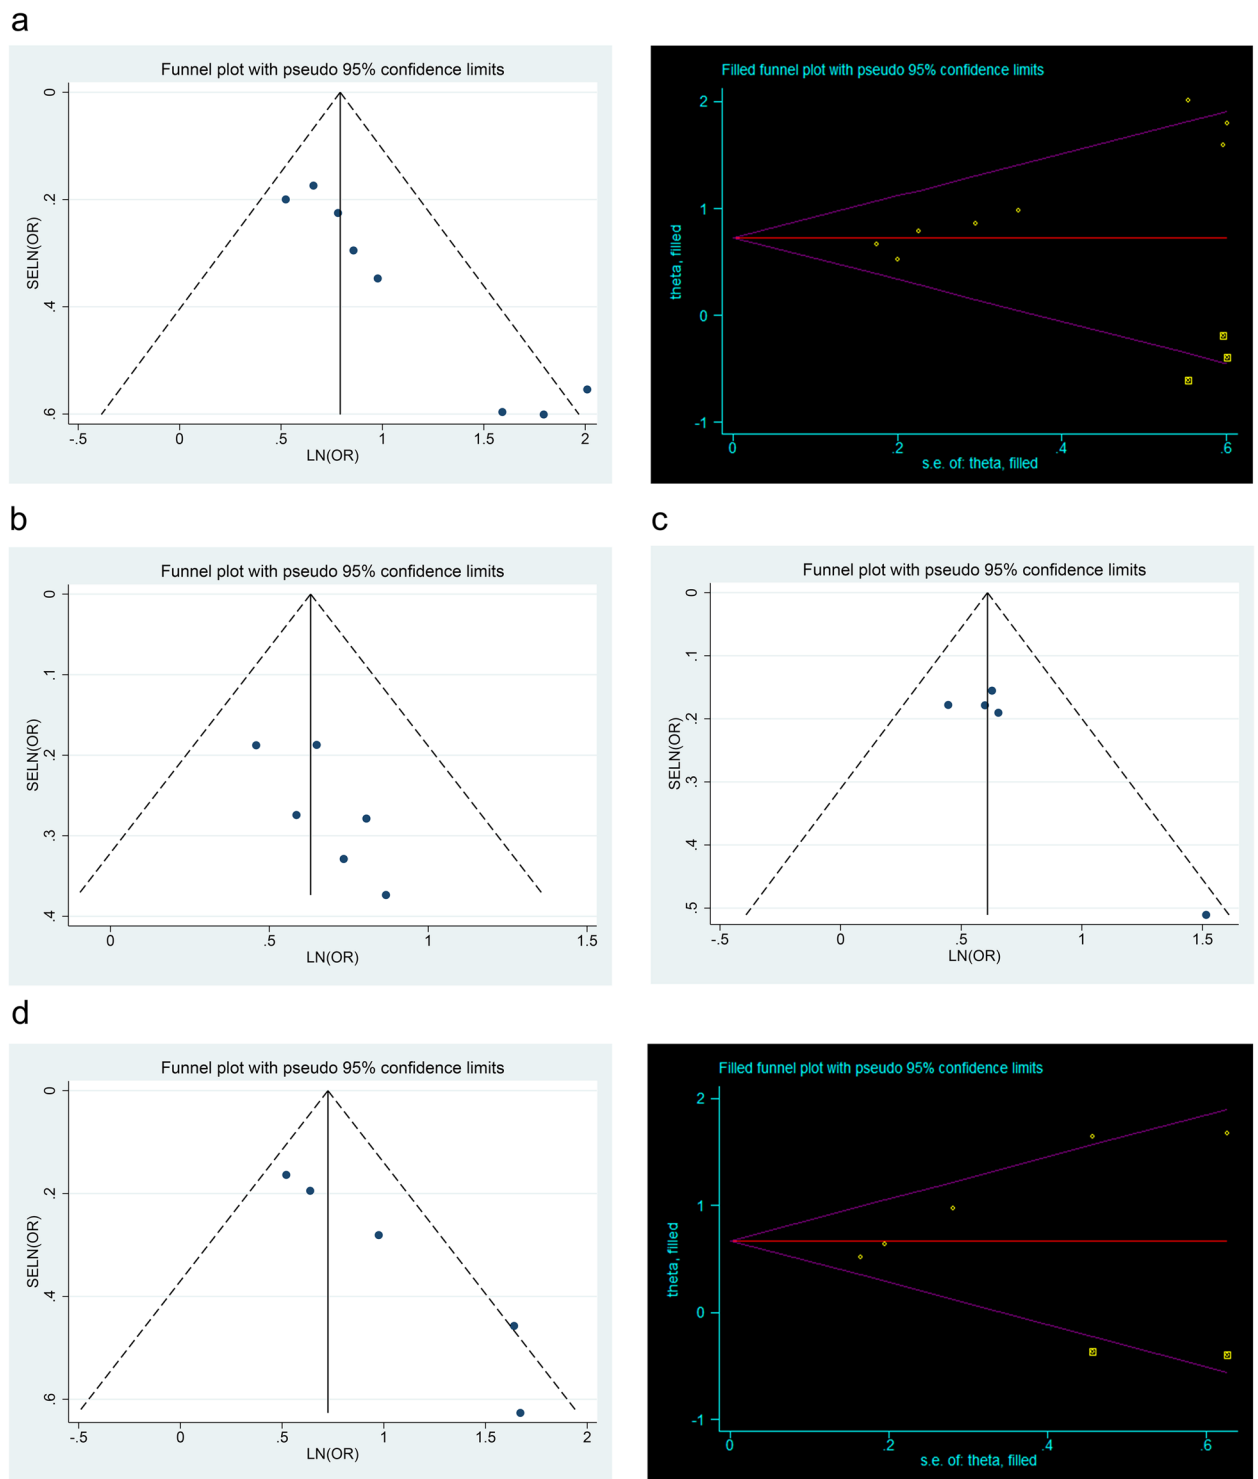 a
Funnel plot with pseudo 95% confidence limits
SELN(OR)
0
.2
.4
.6
-.5 0 .5 1 1.5 2
LN(OR)
Filled funnel plot with pseudo 95% confidence limits
theta, filled
2
1
0
-1
0 .2 .4 .6
s.e. of: theta, filled
b
Funnel plot with pseudo 95% confidence limits
SELN(OR)
0
.1
.2
.3
.4
0 .5 1 1.5
LN(OR)
c
Funnel plot with pseudo 95% confidence limits
SELN(OR)
0
.1
.2
.3
.4
.5
-.5 0 .5 1 1.5
LN(OR)
d
Funnel plot with pseudo 95% confidence limits
SELN(OR)
0
.2
.4
.6
-.5 0 .5 1 1.5 2
LN(OR)
Filled funnel plot with pseudo 95% confidence limits
theta, filled
2
1
0
-1
0 .2 .4 .6
s.e. of: theta, filled